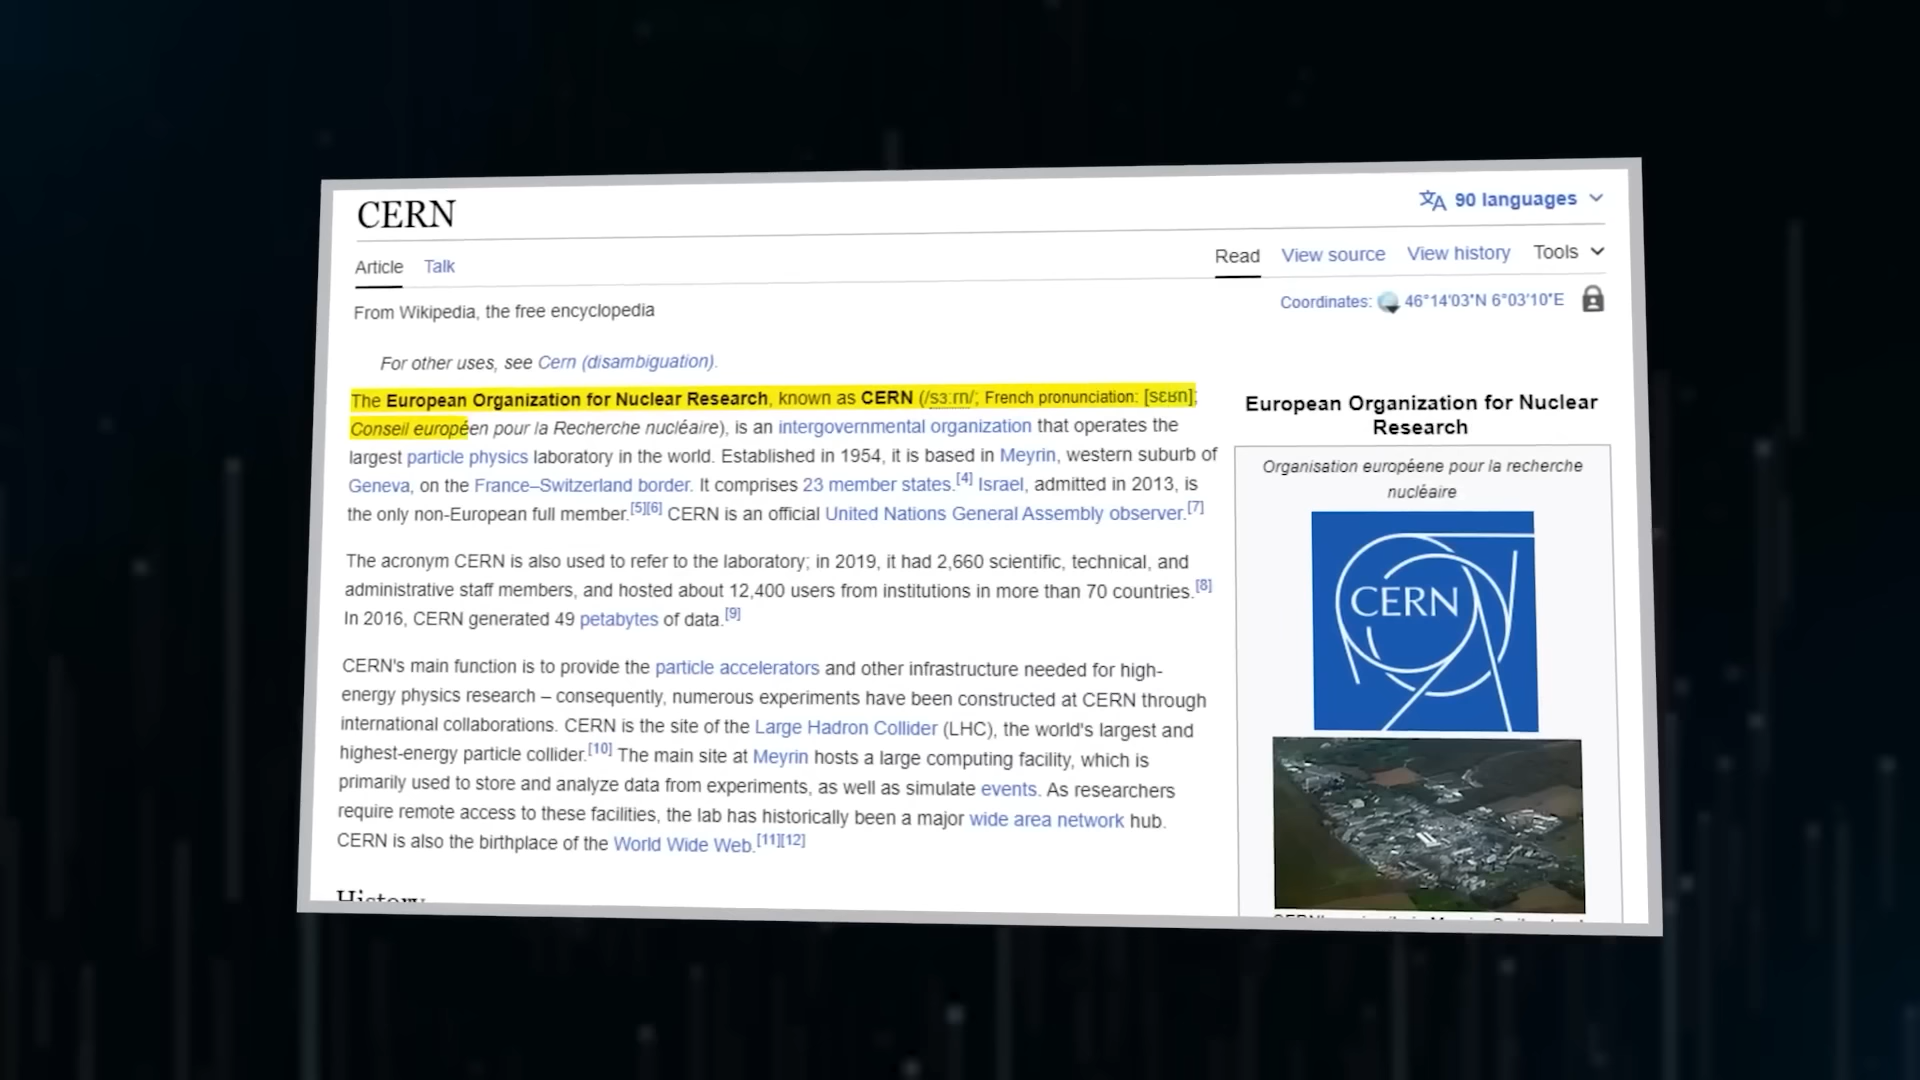 CERN
90 languages
Article Talk
Read View source View history Tools
From Wikipedia, the free encyclopedia
Coordinates: 46°14′03″N 6°03′10″E
For other uses, see Cern (disambiguation).
The European Organization for Nuclear Research, known as CERN (/sɜːrn/; French pronunciation: [sɛʁn];
Conseil européen pour la Recherche nucléaire), is an intergovernmental organization that operates the
largest particle physics laboratory in the world. Established in 1954, it is based in Meyrin, western suburb of
Geneva, on the France–Switzerland border. It comprises 23 member states.[4] Israel, admitted in 2013, is
the only non-European full member.[5][6] CERN is an official United Nations General Assembly observer.[7]
The acronym CERN is also used to refer to the laboratory; in 2019, it had 2,660 scientific, technical, and
administrative staff members, and hosted about 12,400 users from institutions in more than 70 countries.[8]
In 2016, CERN generated 49 petabytes of data.[9]
CERN's main function is to provide the particle accelerators and other infrastructure needed for high-
energy physics research – consequently, numerous experiments have been constructed at CERN through
international collaborations. CERN is the site of the Large Hadron Collider (LHC), the world's largest and
highest-energy particle collider.[10] The main site at Meyrin hosts a large computing facility, which is
primarily used to store and analyze data from experiments, as well as simulate events. As researchers
require remote access to these facilities, the lab has historically been a major wide area network hub.
CERN is also the birthplace of the World Wide Web.[11][12]
History
European Organization for Nuclear
Research
Organisation européene pour la recherche
nucléaire
CERN